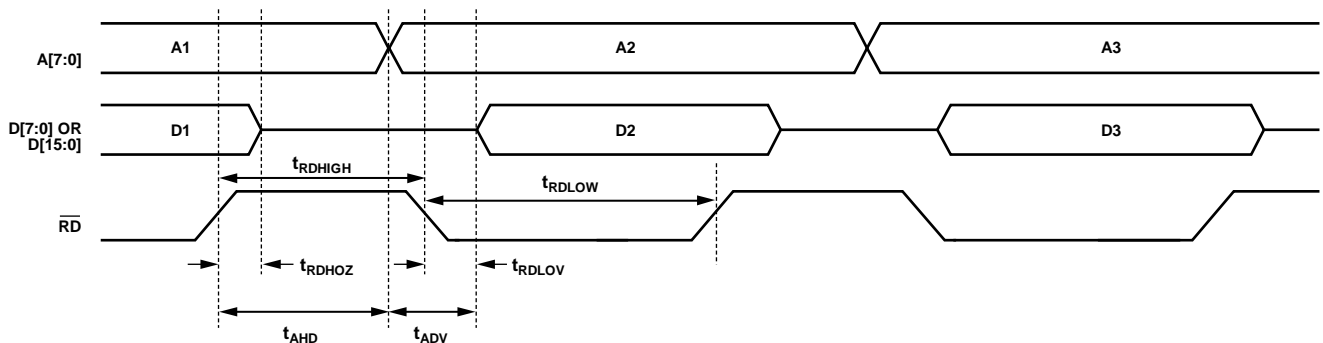 A[7:0]
A1
A2
A3
D[7:0] OR
D[15:0]
D1
D2
D3
tRDHIGH
tRDLOW
RD
tRDHOZ
tRDLOV
tAHD
tADV